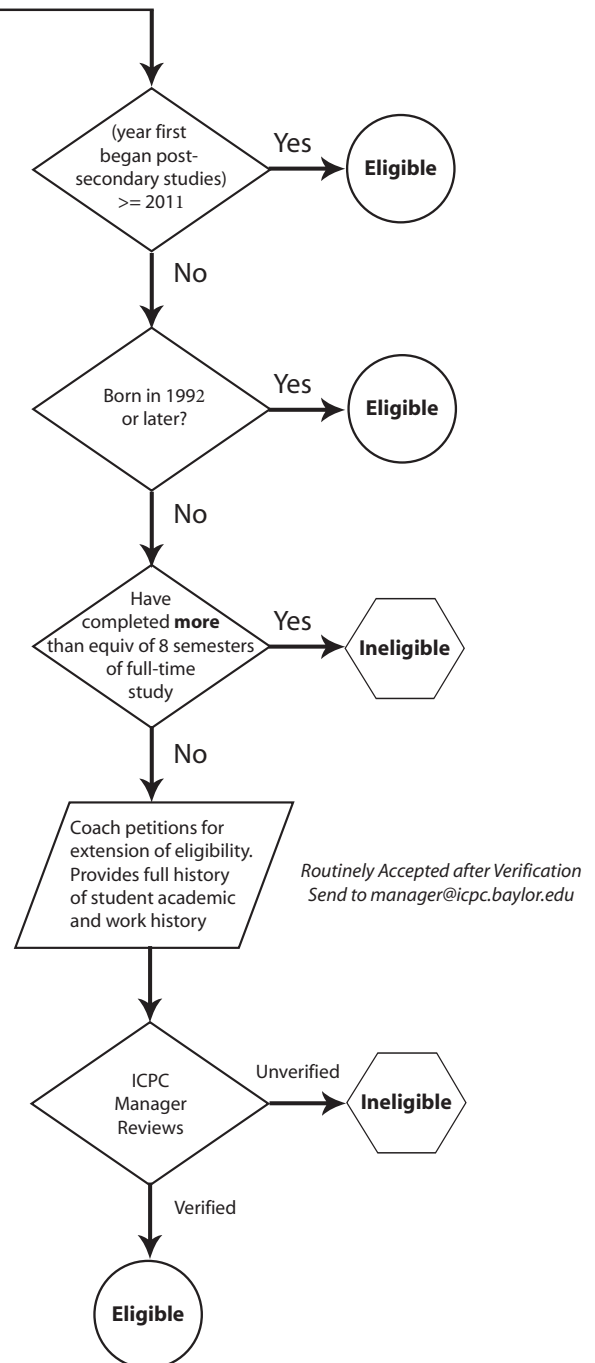 (year first
began post-
secondary studies)
>= 2011
Yes
Eligible
No
Born in 1992
or later?
Yes
Eligible
No
Have
completed more
than equiv of 8 semesters
of full-time
study
Yes
Ineligible
No
Coach petitions for
extension of eligibility.
Provides full history
of student academic
and work history
Routinely Accepted after Verification
Send to manager@icpc.baylor.edu
ICPC
Manager
Reviews
Unverified
Ineligible
Verified
Eligible